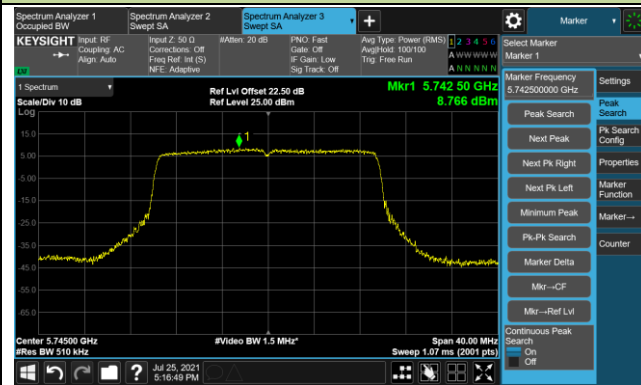 Spectrum Analyzer 1
Occupied BW
Spectrum Analyzer 2
Swept SA
Spectrum Analyzer 3
Swept SA
+
Marker
KEYSIGHT
Input: RF
Coupling: AC
Align: Auto
Input Z: 50 Ω
Corrections: Off
Freq Ref: Int (S)
NFE: Adaptive
#Atten: 20 dB
PNO: Fast
Gate: Off
IF Gain: Low
Sig Track: Off
Avg Type: Power (RMS)
Avg|Hold: 100/100
Trig: Free Run
1 2 3 4 5 6
A W W W W W
A N N N N N
Select Marker
Marker 1
1 Spectrum
Scale/Div 10 dB
Log
Ref Lvl Offset 22.50 dB
Ref Level 25.00 dBm
Mkr1 5.742 50 GHz
8.766 dBm
15.0
5.00
-5.00
-15.0
-25.0
-35.0
-45.0
-55.0
-65.0
1
Center 5.74500 GHz
#Res BW 510 kHz
#Video BW 1.5 MHz*
Span 40.00 MHz
Sweep 1.07 ms (2001 pts)
Marker Frequency
5.742500000 GHz
Peak Search
Next Peak
Next Pk Right
Next Pk Left
Minimum Peak
Pk-Pk Search
Marker Delta
Mkr→CF
Mkr→Ref Lvl
Continuous Peak
Search
On
Off
Settings
Peak
Search
Pk Search
Config
Properties
Marker
Function
Marker→
Counter
?
Jul 25, 2021
5:16:49 PM